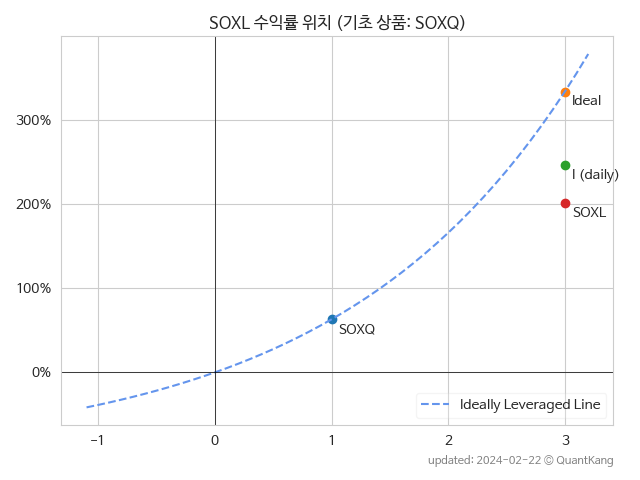 SOXL 수익률 위치 (기초 상품: SOXQ)
300%
200%
100%
0%
Ideal
I (daily)
SOXL
SOXQ
Ideally Leveraged Line
−1
0
1
2
3
updated: 2024-02-22 © QuantKang